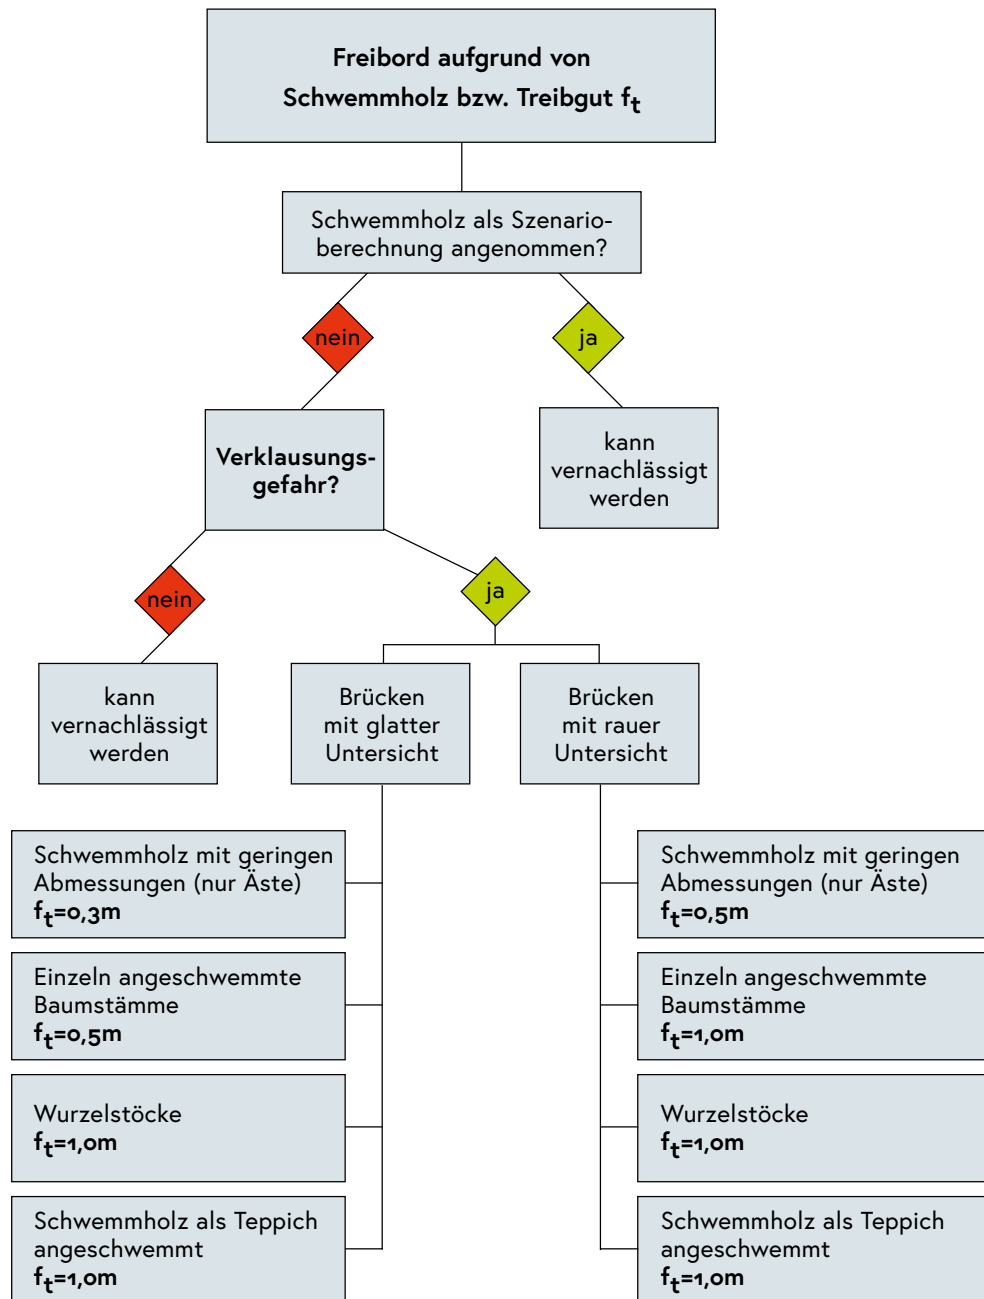 Freibord aufgrund von
Schwemmholz bzw. Treibgut ft
Schwemmholz als Szenario-
berechnung angenommen?
nein
ja
Verklausungs-
gefahr?
kann
vernachlässigt
werden
nein
ja
kann
vernachlässigt
werden
Brücken
mit glatter
Untersicht
Brücken
mit rauer
Untersicht
Schwemmholz mit geringen
Abmessungen (nur Äste)
ft=0,3m
Einzeln angeschwemmte
Baumstämme
ft=0,5m
Wurzelstöcke
ft=1,0m
Schwemmholz als Teppich
angeschwemmt
ft=1,0m
Schwemmholz mit geringen
Abmessungen (nur Äste)
ft=0,5m
Einzeln angeschwemmte
Baumstämme
ft=1,0m
Wurzelstöcke
ft=1,0m
Schwemmholz als Teppich
angeschwemmt
ft=1,0m